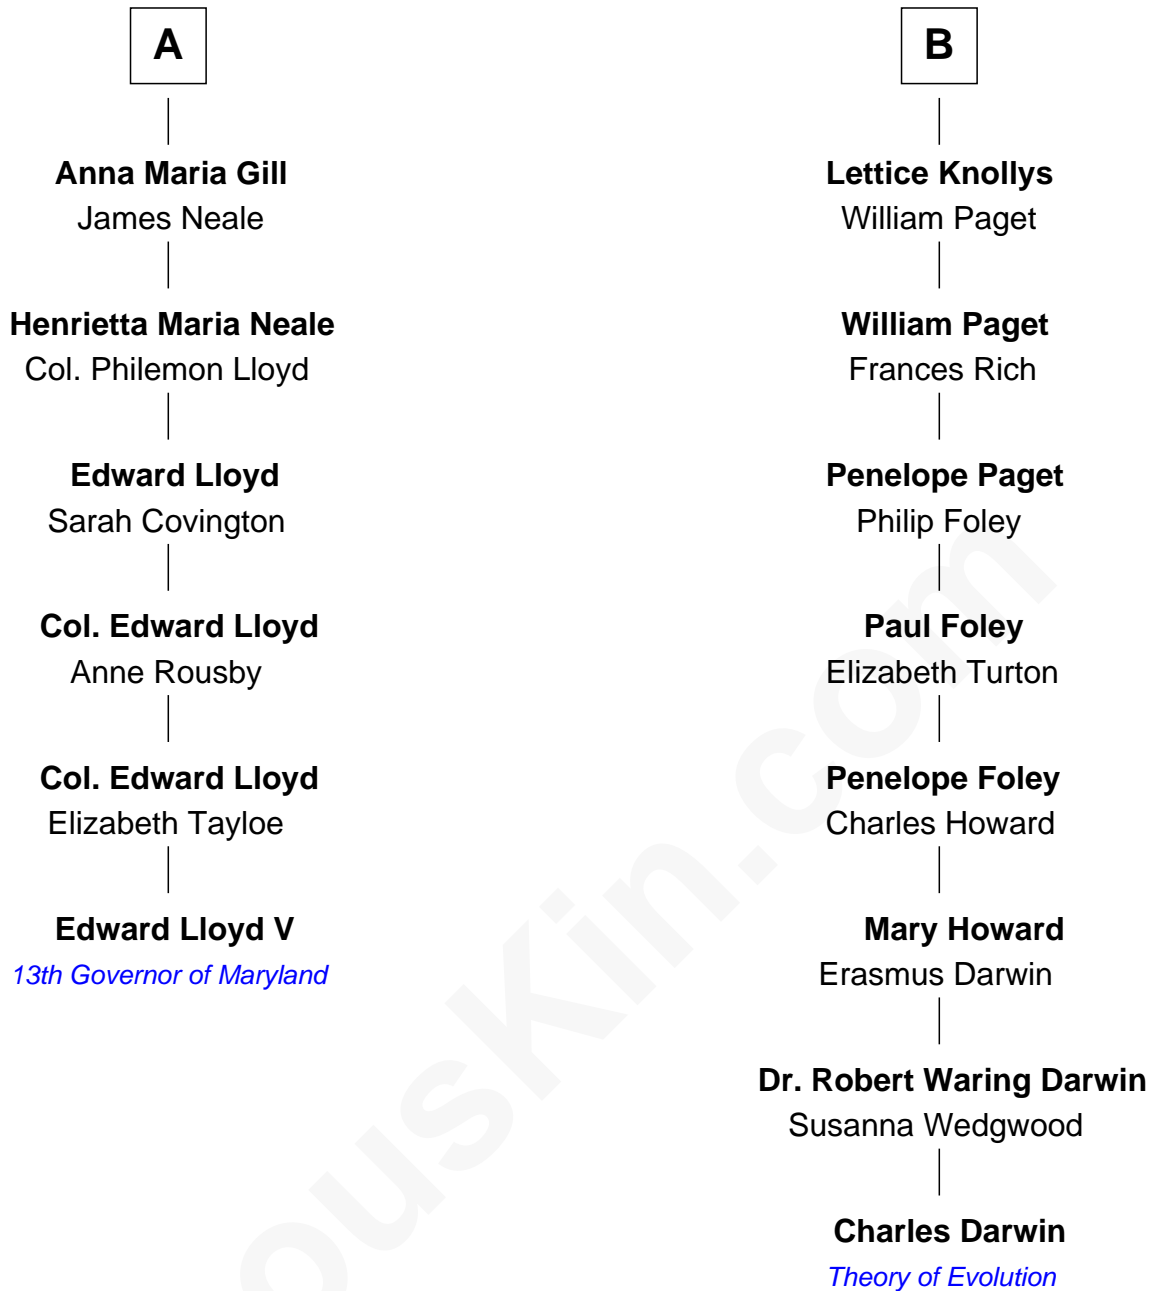 A
Anna Maria Gill
James Neale
Henrietta Maria Neale
Col. Philemon Lloyd
Edward Lloyd
Sarah Covington
Col. Edward Lloyd
Anne Rousby
Col. Edward Lloyd
Elizabeth Tayloe
Edward Lloyd V
13th Governor of Maryland
B
Lettice Knollys
William Paget
William Paget
Frances Rich
Penelope Paget
Philip Foley
Paul Foley
Elizabeth Turton
Penelope Foley
Charles Howard
Mary Howard
Erasmus Darwin
Dr. Robert Waring Darwin
Susanna Wedgwood
Charles Darwin
Theory of Evolution
ousKin.com